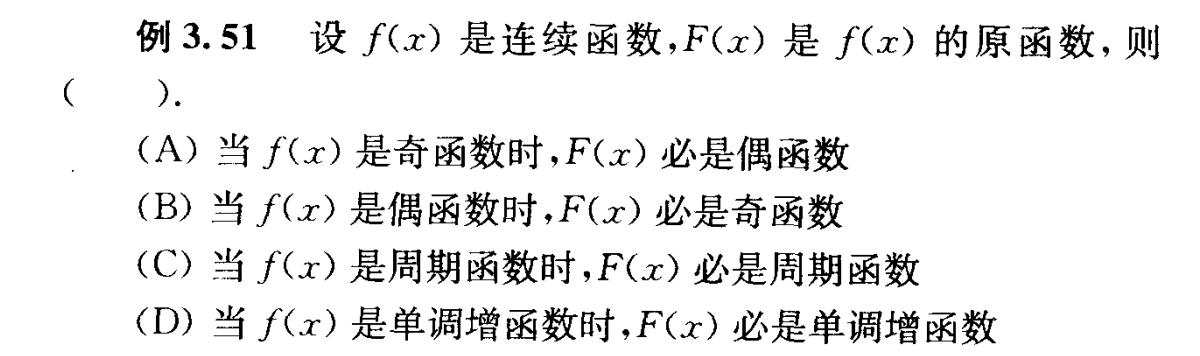 例 3.51 设 f(x) 是连续函数,F(x) 是 f(x) 的原函数,则
( ).
(A) 当 f(x) 是奇函数时,F(x) 必是偶函数
(B) 当 f(x) 是偶函数时,F(x) 必是奇函数
(C) 当 f(x) 是周期函数时,F(x) 必是周期函数
(D) 当 f(x) 是单调增函数时,F(x) 必是单调增函数